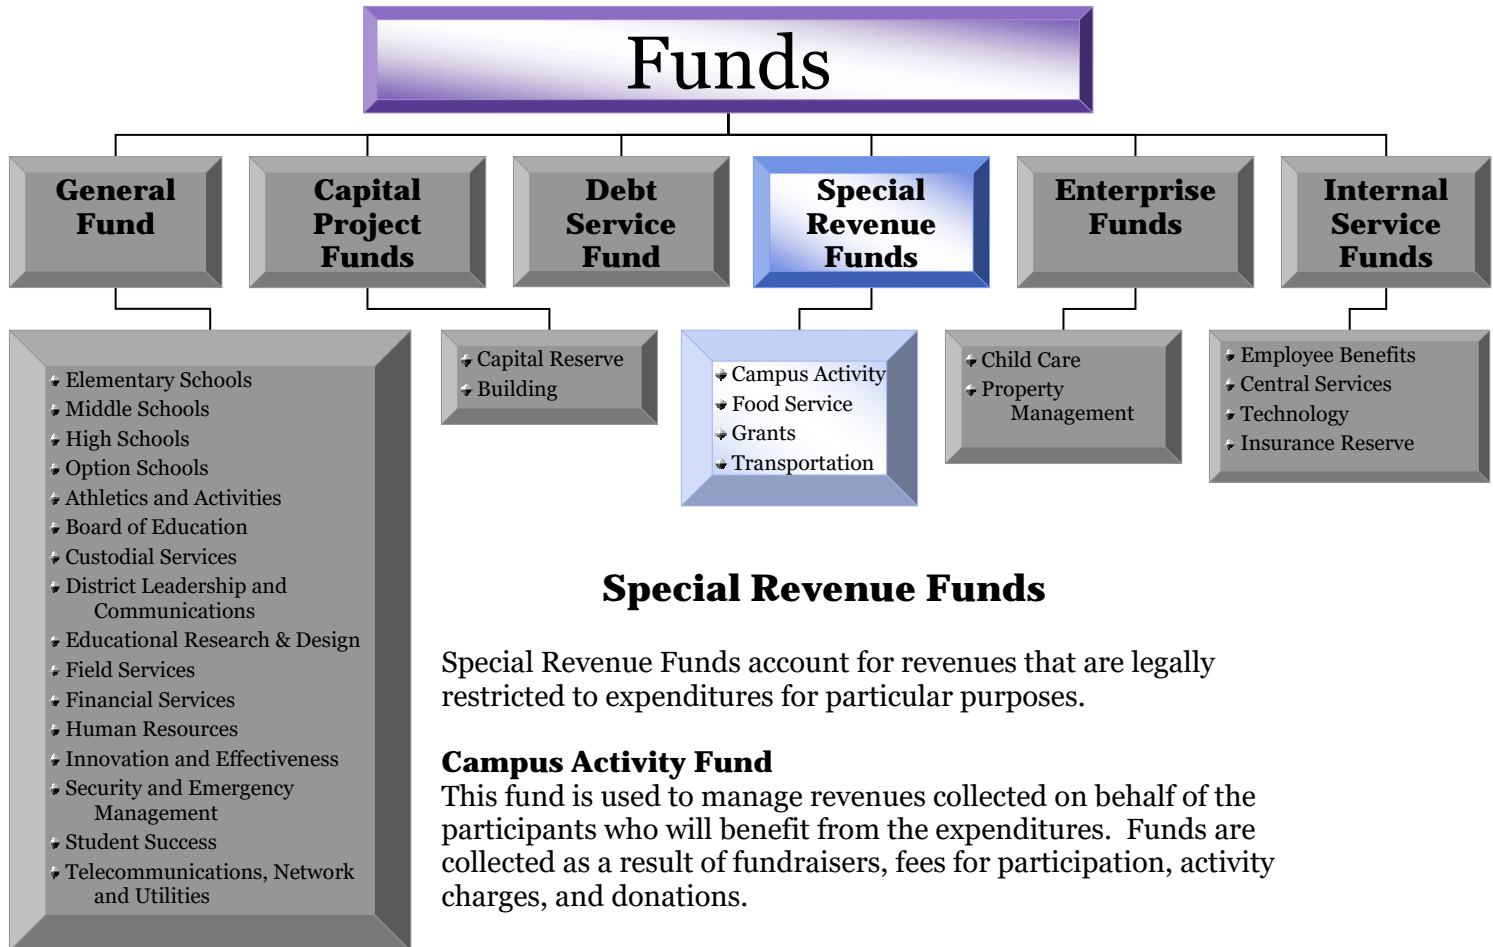 Funds
General
Fund
Capital
Project
Funds
Debt
Service
Fund
Special
Revenue
Funds
Enterprise
Funds
Internal
Service
Funds
Elementary Schools
Middle Schools
High Schools
Option Schools
Athletics and Activities
Board of Education
Custodial Services
District Leadership and
Communications
Educational Research & Design
Field Services
Financial Services
Human Resources
Innovation and Effectiveness
Security and Emergency
Management
Student Success
Telecommunications, Network
and Utilities
Capital Reserve
Building
Campus Activity
Food Service
Grants
Transportation
Child Care
Property
Management
Employee Benefits
Central Services
Technology
Insurance Reserve
Special Revenue Funds
Special Revenue Funds account for revenues that are legally
restricted to expenditures for particular purposes.
Campus Activity Fund
This fund is used to manage revenues collected on behalf of the
participants who will benefit from the expenditures.  Funds are
collected as a result of fundraisers, fees for participation, activity
charges, and donations.